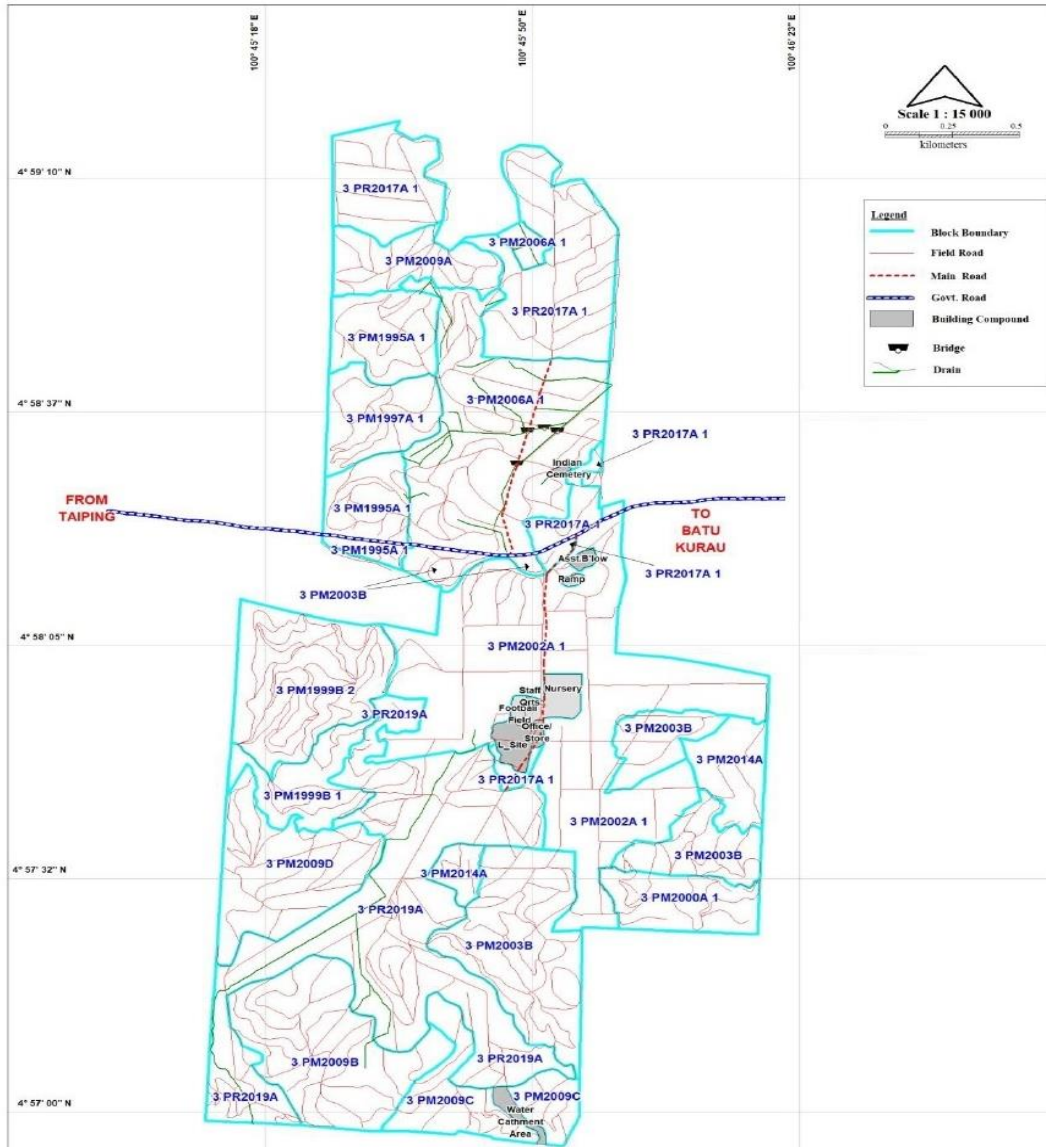 100° 45' 18" E
100° 45' 50" E
100° 46' 23" E
Scale 1 : 15 000
0 0.25 0.5
kilometers
4° 59' 10" N
3 PR2017A 1
Legend
Block Boundary
Field Road
Main Road
Govt. Road
Building Compound
Bridge
Drain
3 PM2006A 1
3 PM2009A
3 PR2017A 1
3 PM1995A 1
4° 58' 37" N
3 PM2006A 1
3 PM1997A 1
3 PR2017A 1
Indian
Cemetery
FROM
TAIPING
3 PM1995A 1
3 PR2017A 1
TO
BATU
KURAU
3 PM1995A 1
Asst.B'low
3 PR2017A 1
Ramp
3 PM2003B
4° 58' 05" N
3 PM2002A 1
3 PM1999B 2
Staff
Qrts
Nursery
3 PR2019A
Football
Field
Office/
Store
L_Site
3 PM2003B
3 PM2014A
3 PR2017A 1
3 PM1999B 1
3 PM2002A 1
3 PM2003B
3 PM2009D
4° 57' 32" N
3 PM2014A
3 PM2000A 1
3 PR2019A
3 PM2003B
3 PM2009B
3 PR2019A
3 PR2019A
3 PM2009C
3 PM2009C
4° 57' 00" N
Water
Cathment
Area